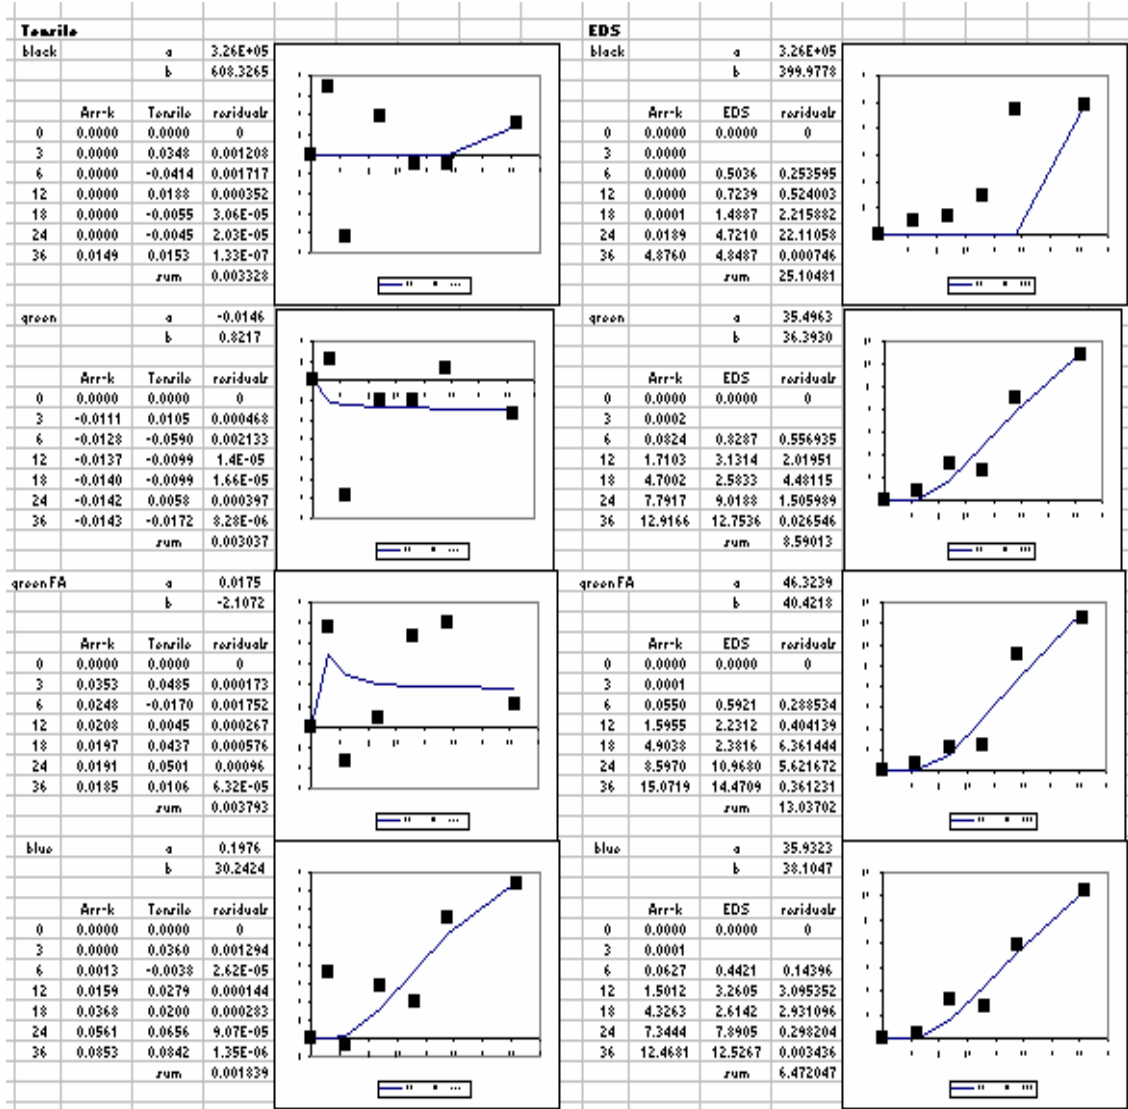 Tensile EDS
black a 3.26E+05 black a 3.26E+05
b 608.3265 b 399.9778
Arr-k Tensile residuals Arr-k EDS residuals
0 0.0000 0.0000 0 0 0.0000 0.0000 0
3 0.0000 0.0348 0.001208 3 0.0000
6 0.0000 -0.0414 0.001717 6 0.0000 0.5036 0.253595
12 0.0000 0.0188 0.000352 12 0.0000 0.7239 0.524003
18 0.0000 -0.0055 3.06E-05 18 0.0001 1.4887 2.215882
24 0.0000 -0.0045 2.03E-05 24 0.0189 4.7210 22.11058
36 0.0149 0.0153 1.33E-07 36 4.8760 4.8487 0.000746
sum 0.003328 sum 25.10481
green a -0.0146 green a 35.4963
b 0.8217 b 36.3930
Arr-k Tensile residuals Arr-k EDS residuals
0 0.0000 0.0000 0 0 0.0000 0.0000 0
3 -0.0111 0.0105 0.000468 3 0.0002
6 -0.0128 -0.0590 0.002133 6 0.0824 0.8287 0.556935
12 -0.0137 -0.0099 1.4E-05 12 1.7103 3.1314 2.01951
18 -0.0140 -0.0099 1.66E-05 18 4.7002 2.5833 4.48115
24 -0.0142 0.0058 0.000397 24 7.7917 9.0188 1.505989
36 -0.0143 -0.0172 8.28E-06 36 12.9166 12.7536 0.026546
sum 0.003037 sum 8.59013
green FA a 0.0175 green FA a 46.3239
b -2.1072 b 40.4218
Arr-k Tensile residuals Arr-k EDS residuals
0 0.0000 0.0000 0 0 0.0000 0.0000 0
3 0.0353 0.0485 0.000173 3 0.0001
6 0.0248 -0.0170 0.001752 6 0.0550 0.5921 0.288534
12 0.0208 0.0045 0.000267 12 1.5955 2.2312 0.404139
18 0.0197 0.0437 0.000576 18 4.9038 2.3816 6.361444
24 0.0191 0.0501 0.00096 24 8.5970 10.9680 5.621672
36 0.0185 0.0106 6.32E-05 36 15.0719 14.4709 0.361231
sum 0.003793 sum 13.03702
blue a 0.1976 blue a 35.9323
b 30.2424 b 38.1047
Arr-k Tensile residuals Arr-k EDS residuals
0 0.0000 0.0000 0 0 0.0000 0.0000 0
3 0.0000 0.0360 0.001294 3 0.0001
6 0.0013 -0.0038 2.62E-05 6 0.0627 0.4421 0.14396
12 0.0159 0.0279 0.000144 12 1.5012 3.2605 3.095352
18 0.0368 0.0200 0.000283 18 4.3263 2.6142 2.931096
24 0.0561 0.0656 9.07E-05 24 7.3444 7.8905 0.298204
36 0.0853 0.0842 1.35E-06 36 12.4681 12.5267 0.003436
sum 0.001839 sum 6.472047